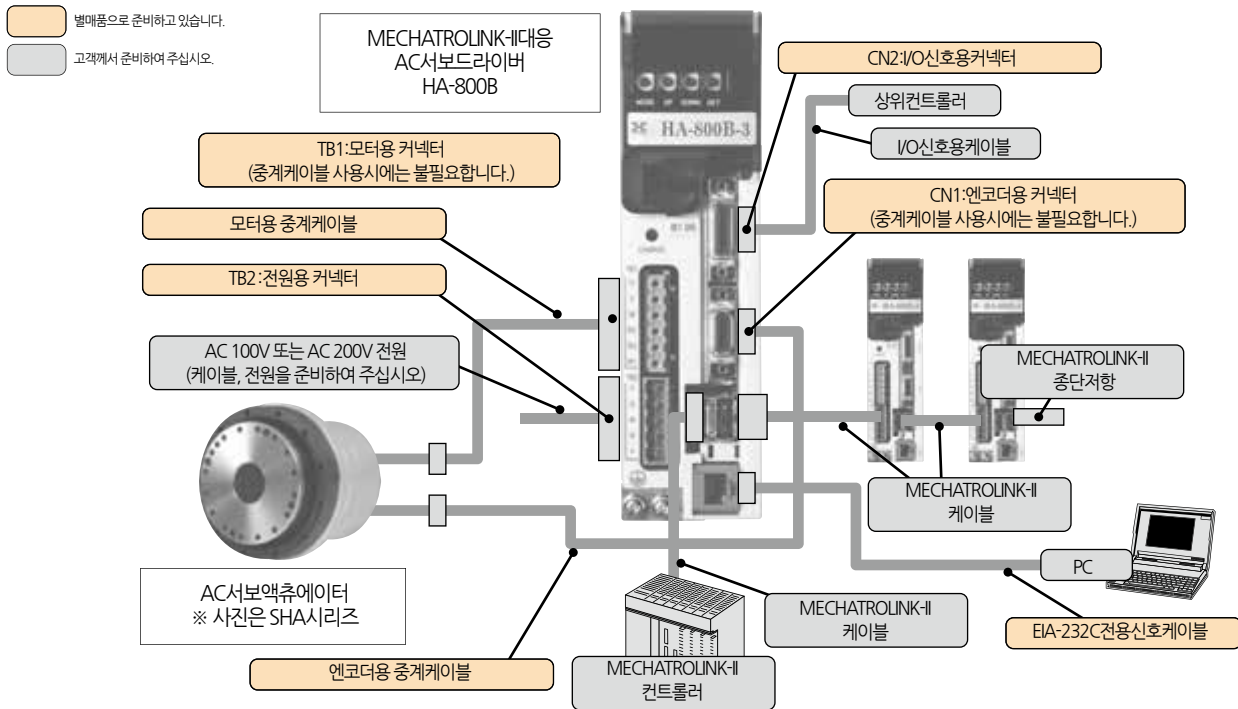 별매품으로 준비하고 있습니다.
고객께서 준비하여 주십시오.
MECHATROLINK-II대응
AC서보드라이버
HA-800B
CN2:I/O신호용커넥터
상위컨트롤러
I/O신호용케이블
HA-800B-3
TB1:모터용 커넥터
(중계케이블 사용시에는 불필요합니다.)
CN1:엔코더용 커넥터
(중계케이블 사용시에는 불필요합니다.)
모터용 중계케이블
TB2:전원용 커넥터
AC 100V 또는 AC 200V 전원
(케이블, 전원을 준비하여 주십시오)
MECHATROLINK-II
종단저항
MECHATROLINK-II
케이블
PC
AC서보액츄에이터
※ 사진은 SHA시리즈
MECHATROLINK-II
케이블
EIA-232C전용신호케이블
엔코더용 중계케이블
MECHATROLINK-II
컨트롤러